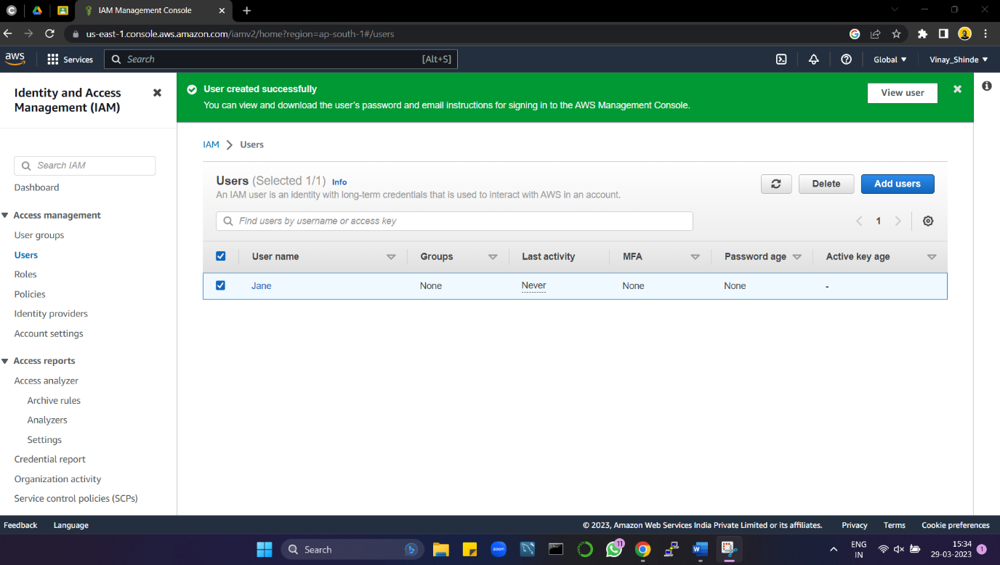 IAM Management Console
us-east-1.console.aws.amazon.com/iamv2/home?region=ap-south-1#/users
aws
Services
Search
[Alt+S]
Global
Vinay_Shinde
Identity and Access
Management (IAM)
Search IAM
Dashboard
Access management
User groups
Users
Roles
Policies
Identity providers
Account settings
Access reports
Access analyzer
Archive rules
Analyzers
Settings
Credential report
Organization activity
Service control policies (SCPs)
User created successfully
You can view and download the user's password and email instructions for signing in to the AWS Management Console.
View user
IAM > Users
Users (Selected 1/1) Info
An IAM user is an identity with long-term credentials that is used to interact with AWS in an account.
Delete
Add users
Find users by username or access key
1
User name Groups Last activity MFA Password age Active key age
Jane None Never None None -
Feedback Language © 2023, Amazon Web Services India Private Limited or its affiliates. Privacy Terms Cookie preferences
Search
zoom
11
ENG
IN
15:34
29-03-2023
1